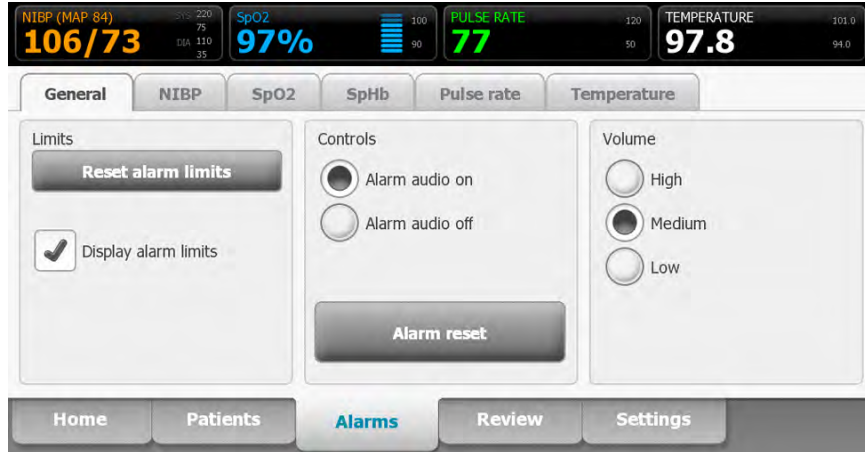 NIBP (MAP 84)
106/73
SYS 220
75
DIA 110
35
SpO2
97%
100
90
PULSE RATE
77
120
50
TEMPERATURE
97.8
101.0
94.0
General
NIBP
SpO2
SpHb
Pulse rate
Temperature
Limits
Reset alarm limits
Display alarm limits
Controls
Alarm audio on
Alarm audio off
Alarm reset
Volume
High
Medium
Low
Home
Patients
Alarms
Review
Settings